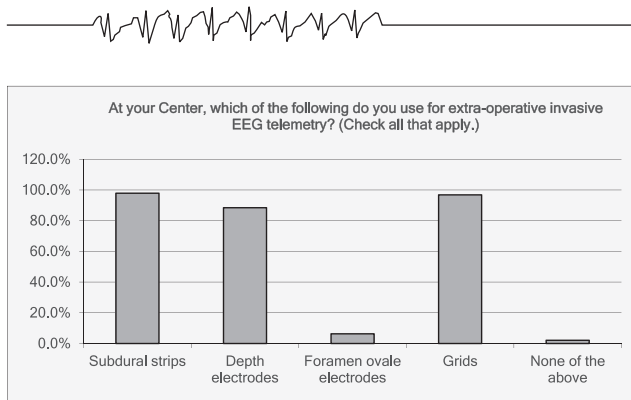 At your Center, which of the following do you use for extra-operative invasive
EEG telemetry? (Check all that apply.)
120.0%
100.0%
80.0%
60.0%
40.0%
20.0%
0.0%
Subdural strips
Depth
electrodes
Foramen ovale
electrodes
Grids
None of the
above